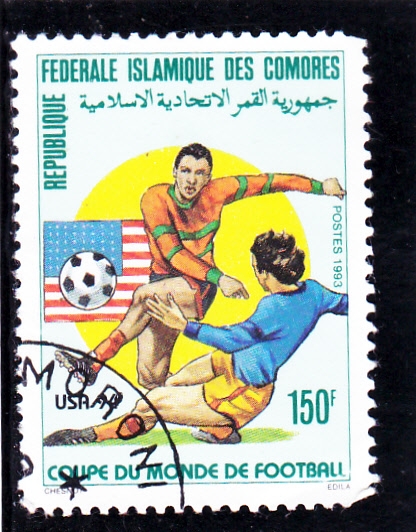 REPUBLIQUE
FEDERALE ISLAMIQUE DES COMORES
جمهورية القمر الاتحادية الاسلامية
POSTES 1993
USA 94
150F
MORONI
COUPE DU MONDE DE FOOTBALL
CHESNOT
EDILA